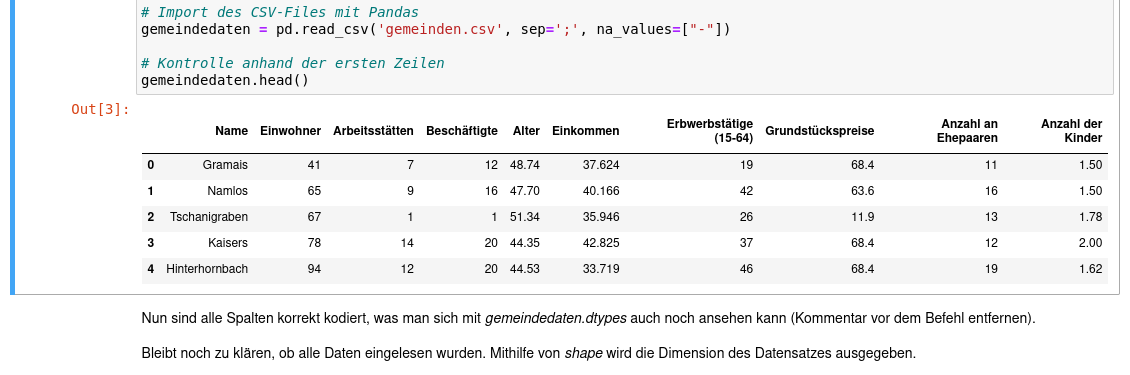 # Import des CSV-Files mit Pandas
gemeindedaten = pd.read_csv('gemeinden.csv', sep=';', na_values=["-"])
# Kontrolle anhand der ersten Zeilen
gemeindedaten.head()
Out[3]:
Name Einwohner Arbeitsstätten Beschäftigte Alter Einkommen Erbwerbstätige (15-64) Grundstückspreise Anzahl an Ehepaaren Anzahl der Kinder
0 Gramais 41 7 12 48.74 37.624 19 68.4 11 1.50
1 Namlos 65 9 16 47.70 40.166 42 63.6 16 1.50
2 Tschanigraben 67 1 1 51.34 35.946 26 11.9 13 1.78
3 Kaisers 78 14 20 44.35 42.825 37 68.4 12 2.00
4 Hinterhornbach 94 12 20 44.53 33.719 46 68.4 19 1.62
Nun sind alle Spalten korrekt kodiert, was man sich mit gemeindedaten.dtypes auch noch ansehen kann (Kommentar vor dem Befehl entfernen).
Bleibt noch zu klären, ob alle Daten eingelesen wurden. Mithilfe von shape wird die Dimension des Datensatzes ausgegeben.